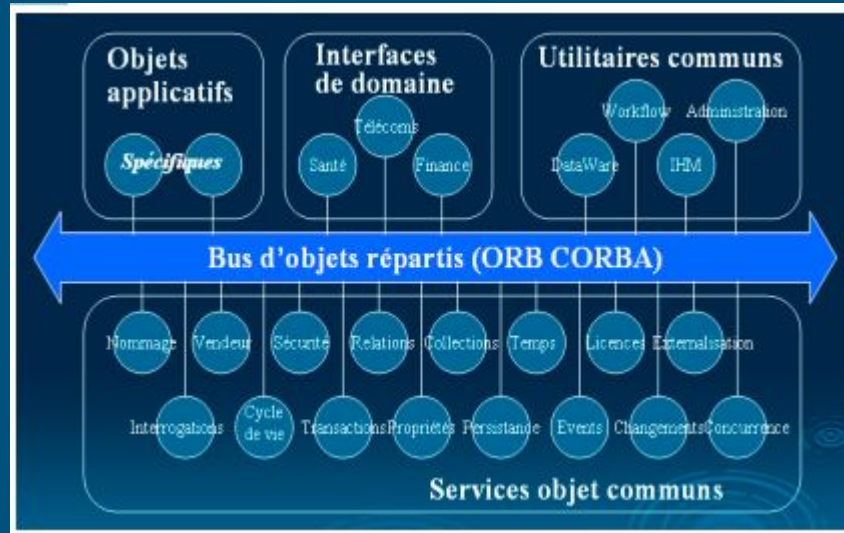 Objets
applicatifs
Interfaces
de domaine
Utilitaires communs
Spécifiques
Santé
Télécoms
Finance
DataWare
Workflow
IHM
Administration
Bus d'objets répartis (ORB CORBA)
Nommage
Vendeur
Sécurité
Relations
Collections
Temps
Licences
Externalisation
Interrogations
Cycle
de vie
Transactions
Propriétés
Persistande
Events
Changements
Concurrence
Services objet communs